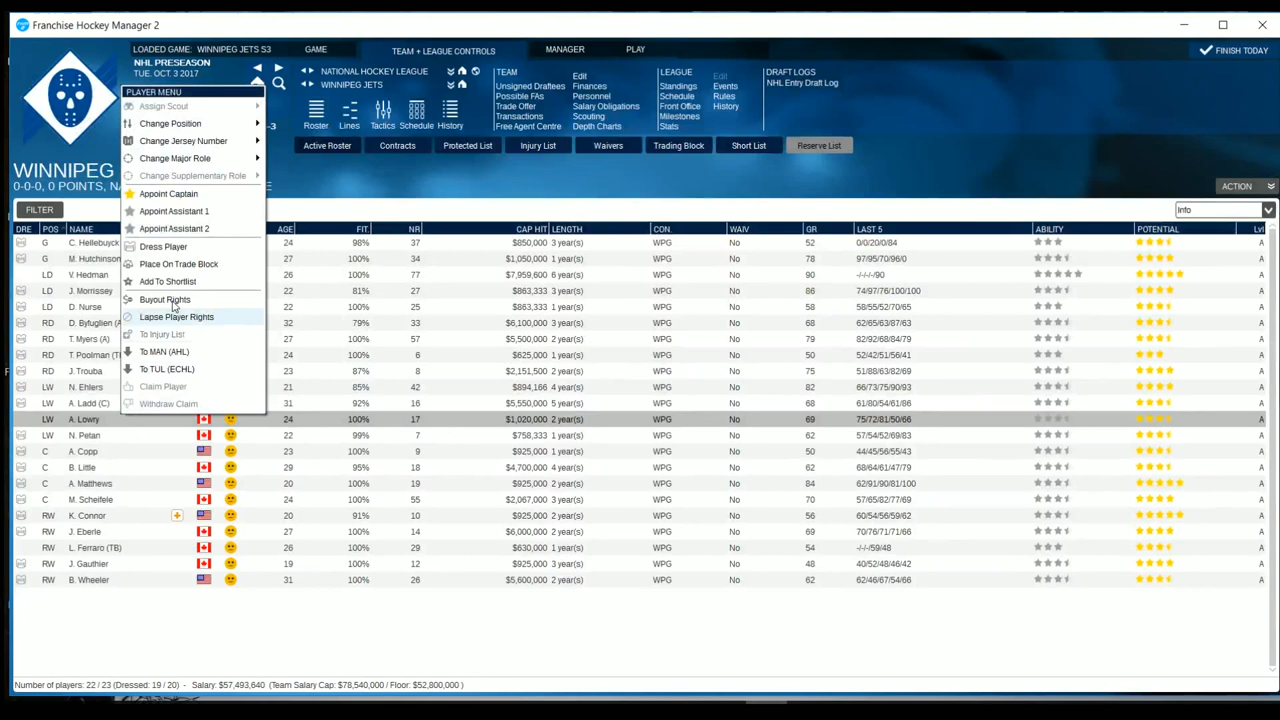 Franchise Hockey Manager 2
LOADED GAME: WINNIPEG JETS S3 GAME TEAM + LEAGUE CONTROLS MANAGER PLAY
FINISH TODAY
NHL PRESEASON
TUE. OCT. 3 2017
NATIONAL HOCKEY LEAGUE
WINNIPEG JETS
Roster Lines Tactics Schedule History
TEAM
Unsigned Draftees
Possible FAs
Trade Offer
Transactions
Free Agent Centre
Edit
Finances
Personnel
Salary Obligations
Scouting
Depth Charts
LEAGUE
Standings
Schedule
Front Office
Milestones
Stats
Edit
Events
Rules
History
DRAFT LOGS
NHL Entry Draft Log
-3
Active Roster Contracts Protected List Injury List Waivers Trading Block Short List Reserve List
WINNIPEG
0-0-0, 0 POINTS, NA
E
ACTION
FILTER
Info
PLAYER MENU
Assign Scout
Change Position
Change Jersey Number
Change Major Role
Change Supplementary Role
Appoint Captain
Appoint Assistant 1
Appoint Assistant 2
Dress Player
Place On Trade Block
Add To Shortlist
Buyout Rights
Lapse Player Rights
To Injury List
To MAN (AHL)
To TUL (ECHL)
Claim Player
Withdraw Claim
DRE POS NAME AGE FIT. NR CAP HIT LENGTH CON. WAIV GR LAST 5 ABILITY POTENTIAL Lvl
G C. Hellebuyck 24 98% 37 $850,000 3 year(s) WPG No 52 0/0/20/0/84 A
G M. Hutchinson 27 100% 34 $1,050,000 1 year(s) WPG No 78 97/95/70/96/0 A
LD V. Hedman 26 100% 77 $7,959,600 6 year(s) WPG No 90 -/-/-/-/90 A
LD J. Morrissey 22 81% 27 $863,333 1 year(s) WPG No 86 74/97/76/100/100 A
LD D. Nurse 22 100% 25 $863,333 1 year(s) WPG No 58 58/55/52/70/65 A
RD D. Byfuglien (A 32 79% 33 $6,100,000 3 year(s) WPG No 68 62/65/63/87/63 A
RD T. Myers (A) 27 100% 57 $5,500,000 2 year(s) WPG No 78 82/92/68/84/79 A
RD T. Poolman (TB 24 100% 6 $625,000 1 year(s) WPG No 50 52/42/51/41/66 A
RD J. Trouba 23 87% 8 $2,151,500 2 year(s) WPG No 75 51/88/63/82/69 A
LW N. Ehlers 21 85% 42 $894,166 4 year(s) WPG No 82 66/73/75/90/93 A
LW A. Ladd (C) 31 92% 16 $5,550,000 5 year(s) WPG No 68 61/80/54/61/86 A
LW A. Lowry 24 100% 17 $1,020,000 2 year(s) WPG No 69 75/72/81/50/66 A
LW N. Petan 22 99% 7 $758,333 1 year(s) WPG No 62 57/54/52/69/83 A
C A. Copp 23 100% 9 $925,000 1 year(s) WPG No 50 44/45/56/55/43 A
C B. Little 29 95% 18 $4,700,000 4 year(s) WPG No 62 68/64/61/47/79 A
C A. Matthews 20 100% 19 $925,000 2 year(s) WPG No 84 62/91/90/81/100 A
C M. Scheifele 24 100% 55 $2,067,000 3 year(s) WPG No 70 57/65/82/77/69 A
RW K. Connor 20 91% 10 $925,000 2 year(s) WPG No 56 60/54/56/59/62 A
RW J. Eberle 27 100% 14 $6,000,000 2 year(s) WPG No 69 70/76/71/71/66 A
RW L. Ferraro (TB) 26 100% 29 $630,000 1 year(s) WPG No 54 -/-/-/59/48 A
RW J. Gauthier 19 100% 12 $925,000 3 year(s) WPG No 48 40/52/48/46/42 A
RW B. Wheeler 31 100% 26 $5,600,000 2 year(s) WPG No 62 62/46/67/54/66 A
Number of players: 22 / 23 (Dressed: 19 / 20) - Salary: $57,493,640 (Team Salary Cap: $78,540,000 / Floor: $52,800,000 )